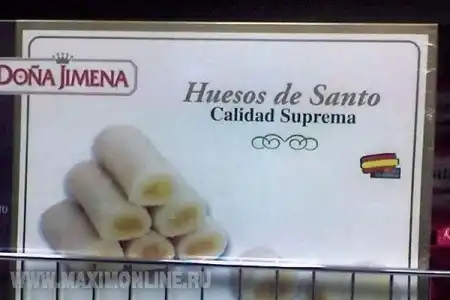 DOÑA JIMENA
Huesos de Santo
Calidad Suprema
WWW.MAXIMONLINE.RU